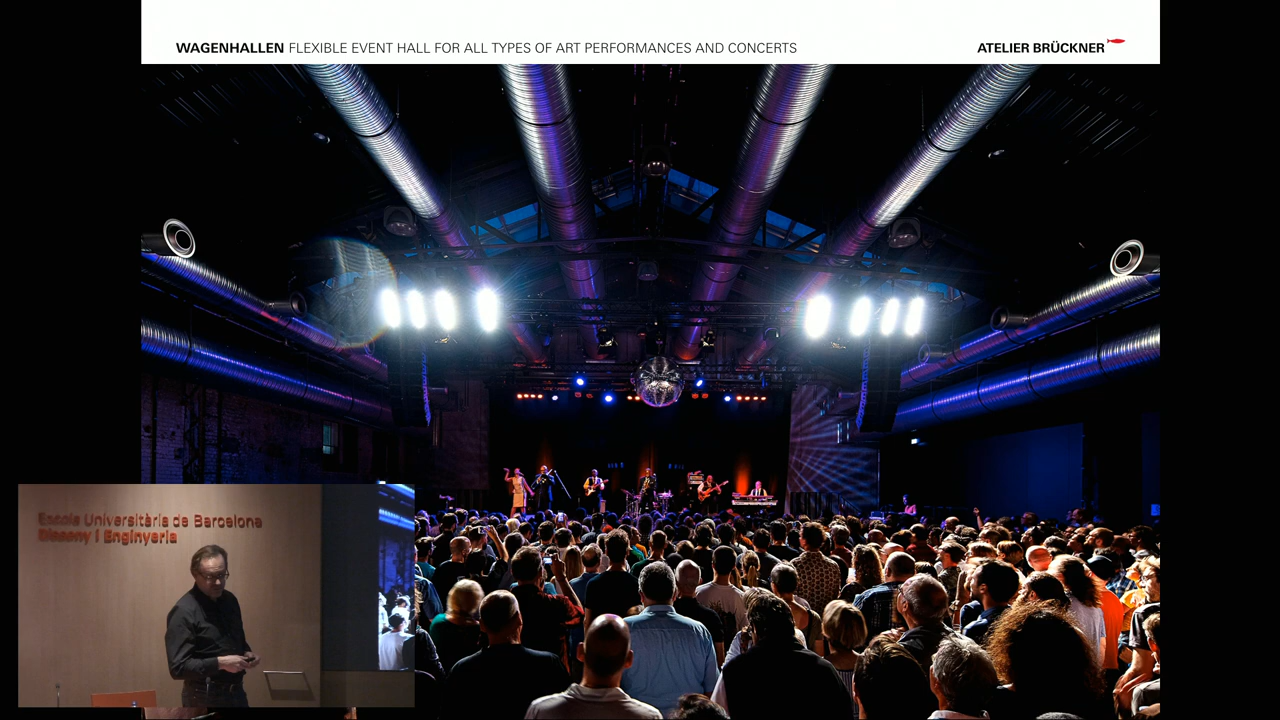 WAGENHALLEN FLEXIBLE EVENT HALL FOR ALL TYPES OF ART PERFORMANCES AND CONCERTS
ATELIER BRÜCKNER
Escola Universitària de Barcelona
Disseny i Enginyeria